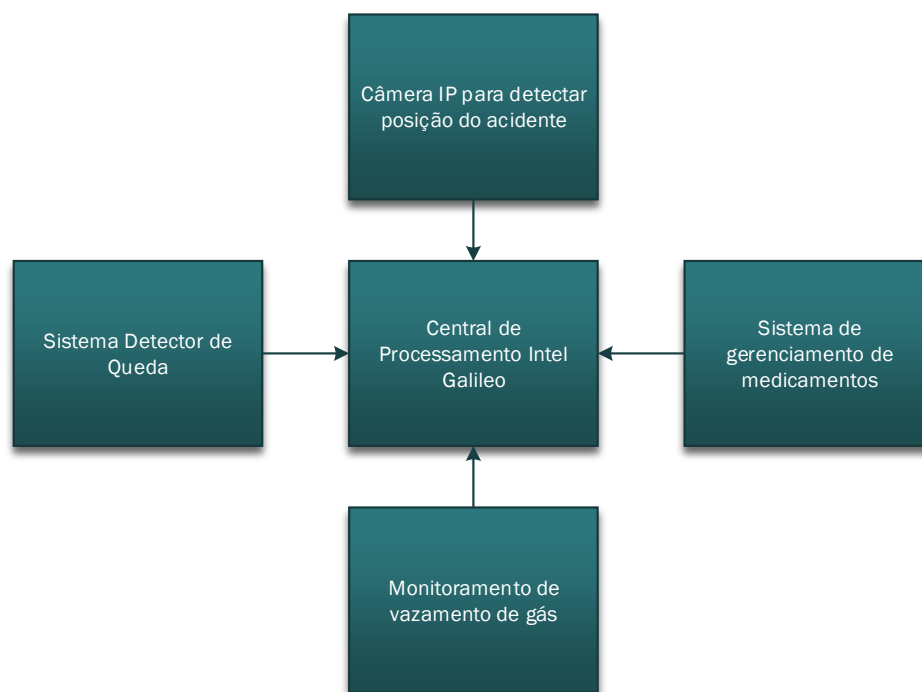 Câmera IP para detectar
posição do acidente
Sistema Detector de
Queda
Central de
Processamento Intel
Galileo
Sistema de
gerenciamento de
medicamentos
Monitoramento de
vazamento de gás